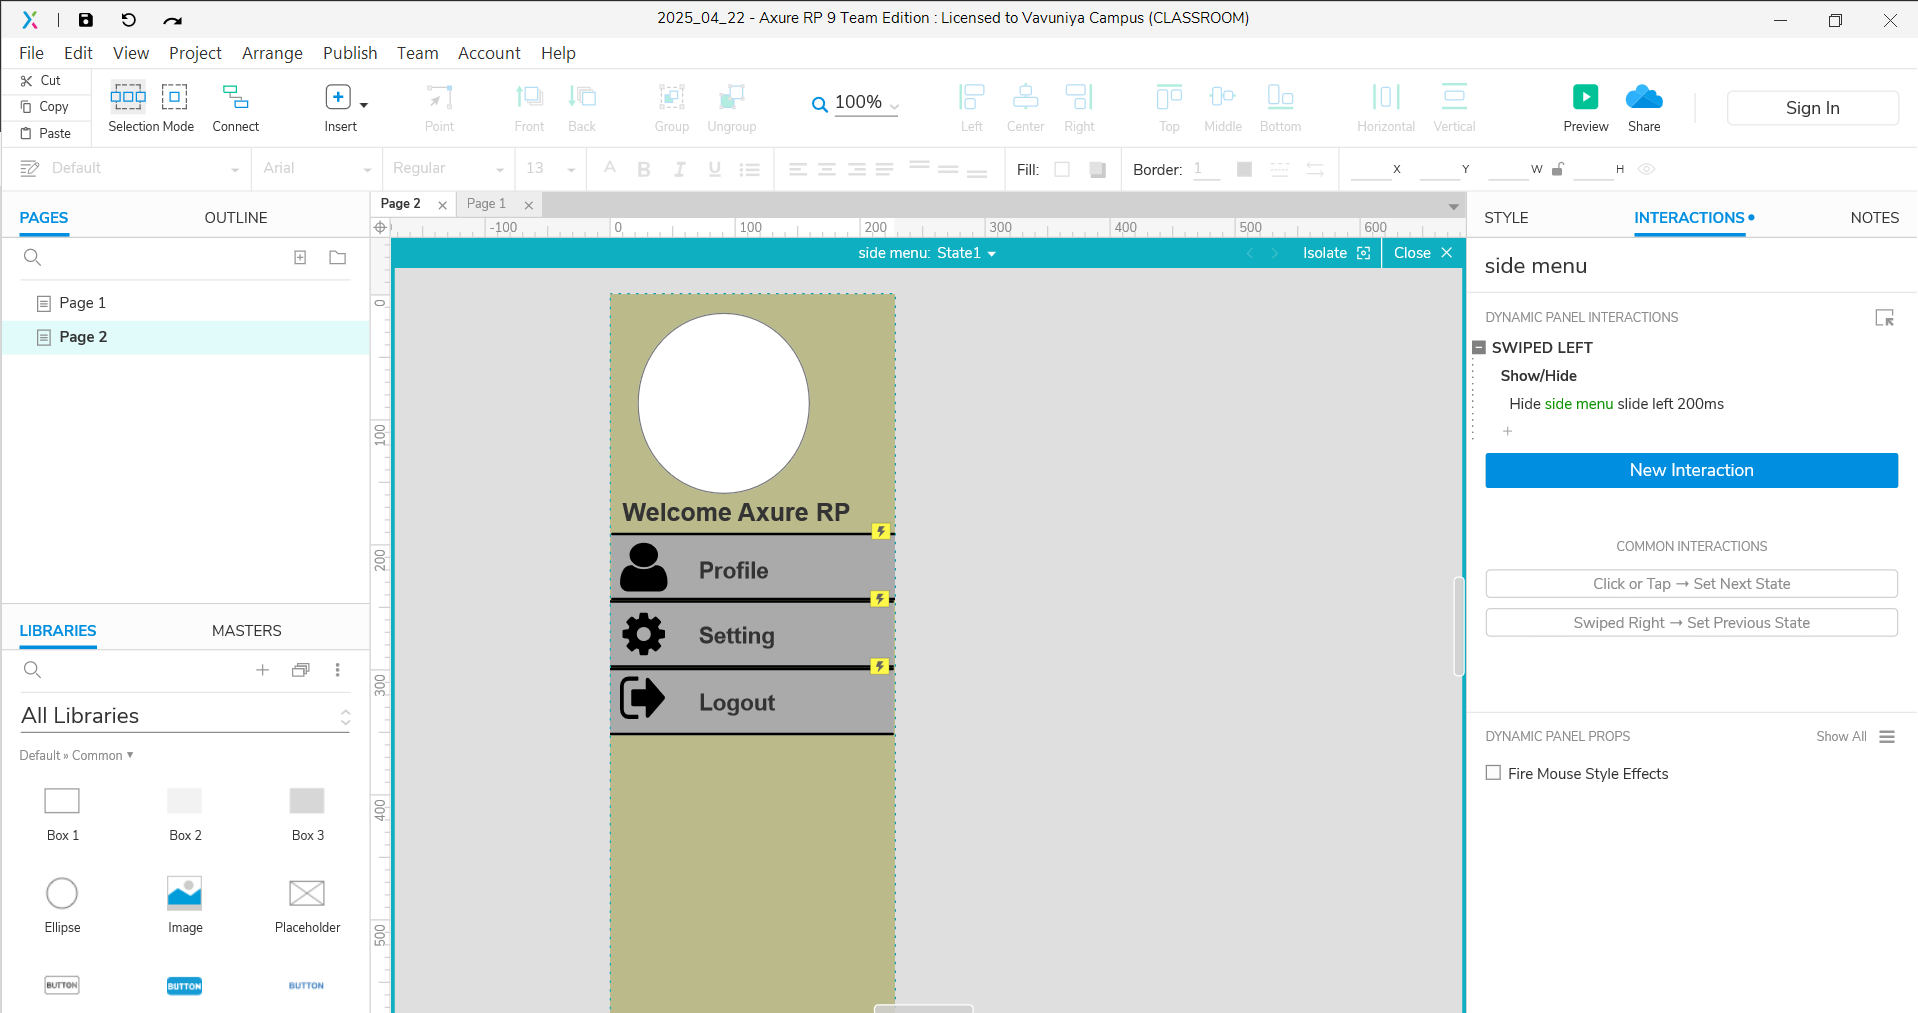 2025_04_22 - Axure RP 9 Team Edition : Licensed to Vavuniya Campus (CLASSROOM)
File Edit View Project Arrange Publish Team Account Help
Cut
Copy
Paste
Selection Mode
Connect
Insert
Point
Front
Back
Group
Ungroup
100%
Left
Center
Right
Top
Middle
Bottom
Horizontal
Vertical
Preview
Share
Sign In
Default
Arial
Regular
13
A B I U
Fill:
Border: 1
X
Y
W
H
PAGES
OUTLINE
Page 1
Page 2
LIBRARIES
MASTERS
All Libraries
Default » Common ▼
Box 1
Box 2
Box 3
Ellipse
Image
Placeholder
BUTTON
BUTTON
BUTTON
Page 2
Page 1
-100 0 100 200 300 400 500 600
0
100
200
300
400
500
side menu: State1
Isolate
Close
Welcome Axure RP
Profile
Setting
Logout
STYLE
INTERACTIONS
NOTES
side menu
DYNAMIC PANEL INTERACTIONS
SWIPED LEFT
Show/Hide
Hide side menu slide left 200ms
New Interaction
COMMON INTERACTIONS
Click or Tap → Set Next State
Swiped Right → Set Previous State
DYNAMIC PANEL PROPS
Show All
Fire Mouse Style Effects